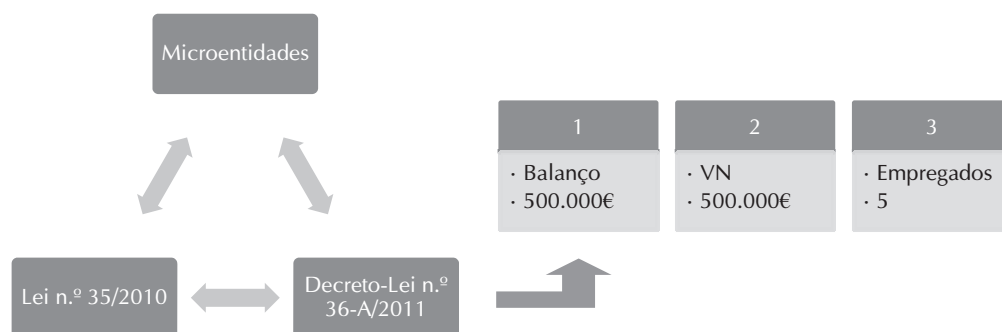 Microentidades
Lei n.º 35/2010
Decreto-Lei n.º
36-A/2011
1
· Balanço
· 500.000€
2
· VN
· 500.000€
3
· Empregados
· 5